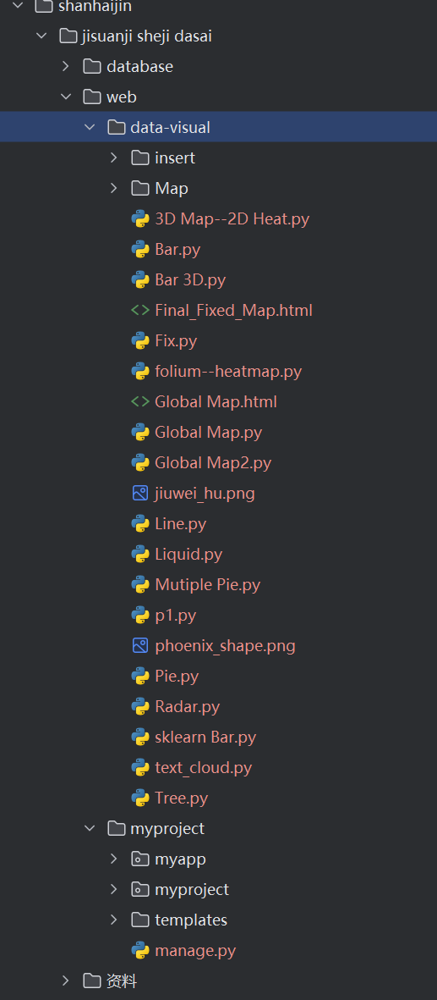 shanhaijin
jisuanji sheji dasai
database
web
data-visual
insert
Map
3D Map--2D Heat.py
Bar.py
Bar 3D.py
Final_Fixed_Map.html
Fix.py
folium--heatmap.py
Global Map.html
Global Map.py
Global Map2.py
jiuwei_hu.png
Line.py
Liquid.py
Mutiple Pie.py
p1.py
phoenix_shape.png
Pie.py
Radar.py
sklearn Bar.py
text_cloud.py
Tree.py
myproject
myapp
myproject
templates
manage.py
资料